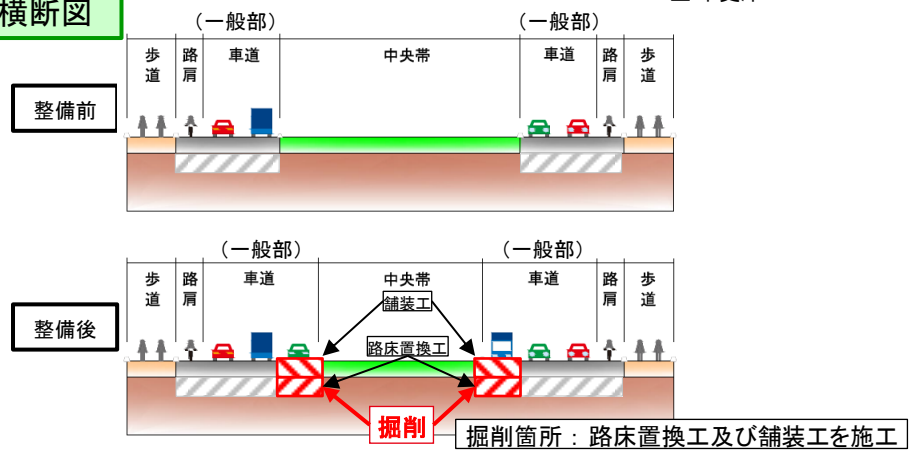 横断図
（一般部）
（一般部）
歩道
路肩
車道
中央帯
車道
路肩
歩道
整備前
（一般部）
（一般部）
歩道
路肩
車道
中央帯
車道
路肩
歩道
舗装工
整備後
路床置換工
掘削
掘削箇所：路床置換工及び舗装工を施工